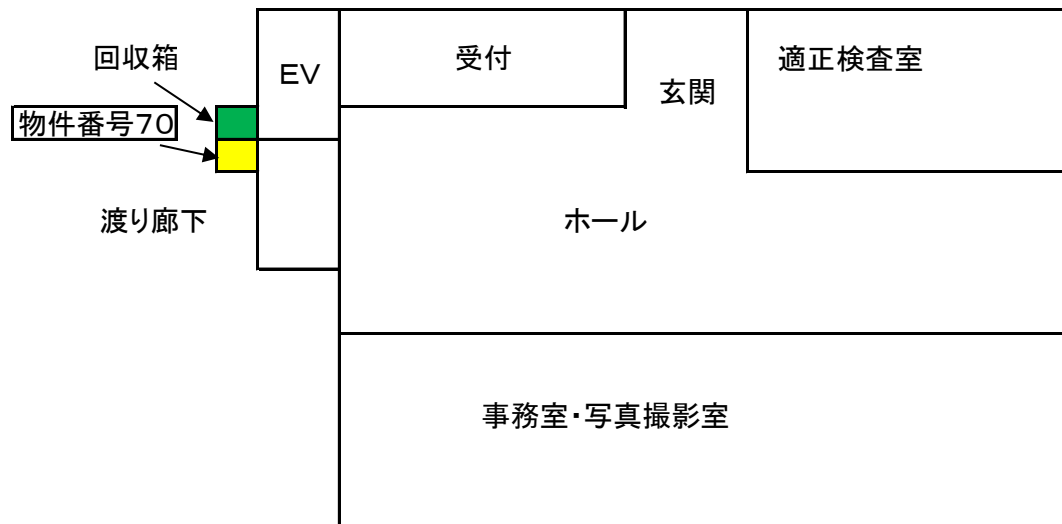 回収箱
EV
受付
玄関
適正検査室
物件番号70
渡り廊下
ホール
事務室・写真撮影室